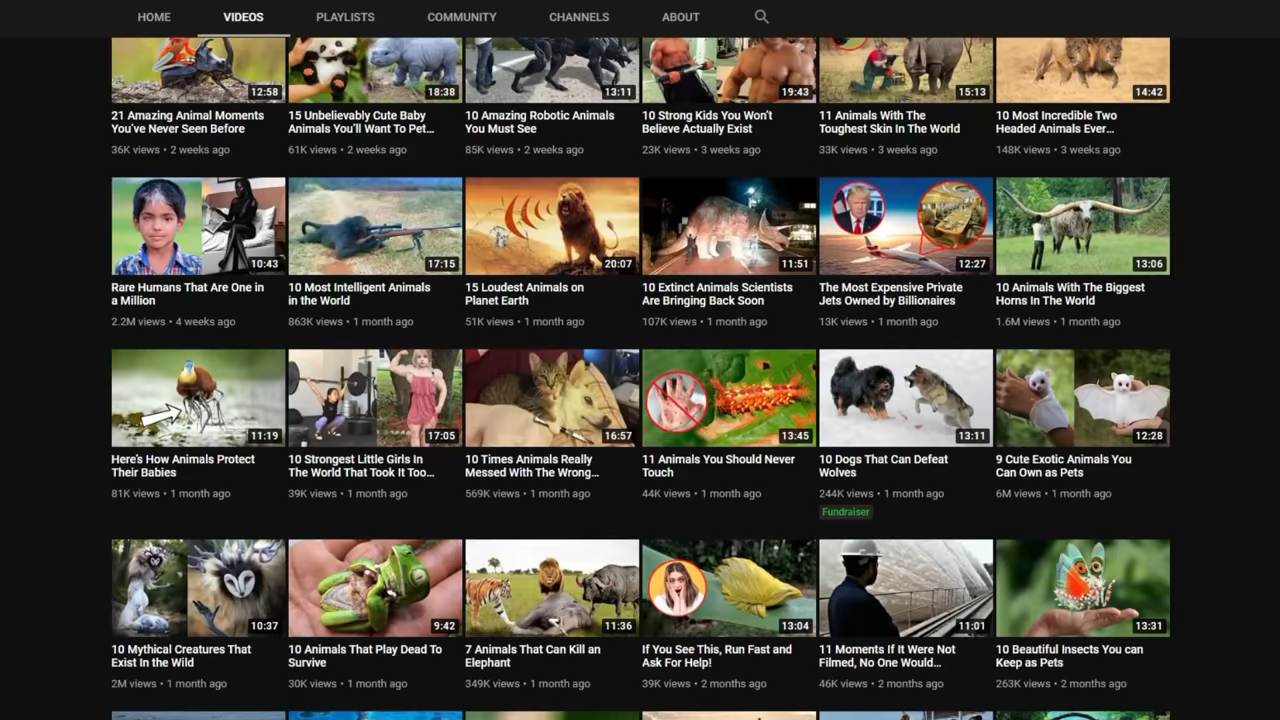 HOME VIDEOS PLAYLISTS COMMUNITY CHANNELS ABOUT
12:58 18:38 13:11 19:43 15:13 14:42
21 Amazing Animal Moments
You've Never Seen Before
36K views • 2 weeks ago
15 Unbelievably Cute Baby
Animals You'll Want To Pet...
61K views • 2 weeks ago
10 Amazing Robotic Animals
You Must See
85K views • 2 weeks ago
10 Strong Kids You Won't
Believe Actually Exist
23K views • 3 weeks ago
11 Animals With The
Toughest Skin In The World
33K views • 3 weeks ago
10 Most Incredible Two
Headed Animals Ever...
148K views • 3 weeks ago
10:43 17:15 20:07 11:51 12:27 13:06
Rare Humans That Are One in
a Million
2.2M views • 4 weeks ago
10 Most Intelligent Animals
in the World
863K views • 1 month ago
15 Loudest Animals on
Planet Earth
51K views • 1 month ago
10 Extinct Animals Scientists
Are Bringing Back Soon
107K views • 1 month ago
The Most Expensive Private
Jets Owned by Billionaires
13K views • 1 month ago
10 Animals With The Biggest
Horns In The World
1.6M views • 1 month ago
11:19 17:05 16:57 13:45 13:11 12:28
Here's How Animals Protect
Their Babies
81K views • 1 month ago
10 Strongest Little Girls In
The World That Took It Too...
39K views • 1 month ago
10 Times Animals Really
Messed With The Wrong...
569K views • 1 month ago
11 Animals You Should Never
Touch
44K views • 1 month ago
10 Dogs That Can Defeat
Wolves
244K views • 1 month ago
Fundraiser
9 Cute Exotic Animals You
Can Own as Pets
6M views • 1 month ago
10:37 9:42 11:36 13:04 11:01 13:31
10 Mythical Creatures That
Exist In the Wild
2M views • 1 month ago
10 Animals That Play Dead To
Survive
30K views • 1 month ago
7 Animals That Can Kill an
Elephant
349K views • 1 month ago
If You See This, Run Fast and
Ask For Help!
39K views • 2 months ago
11 Moments If It Were Not
Filmed, No One Would...
46K views • 2 months ago
10 Beautiful Insects You can
Keep as Pets
263K views • 2 months ago